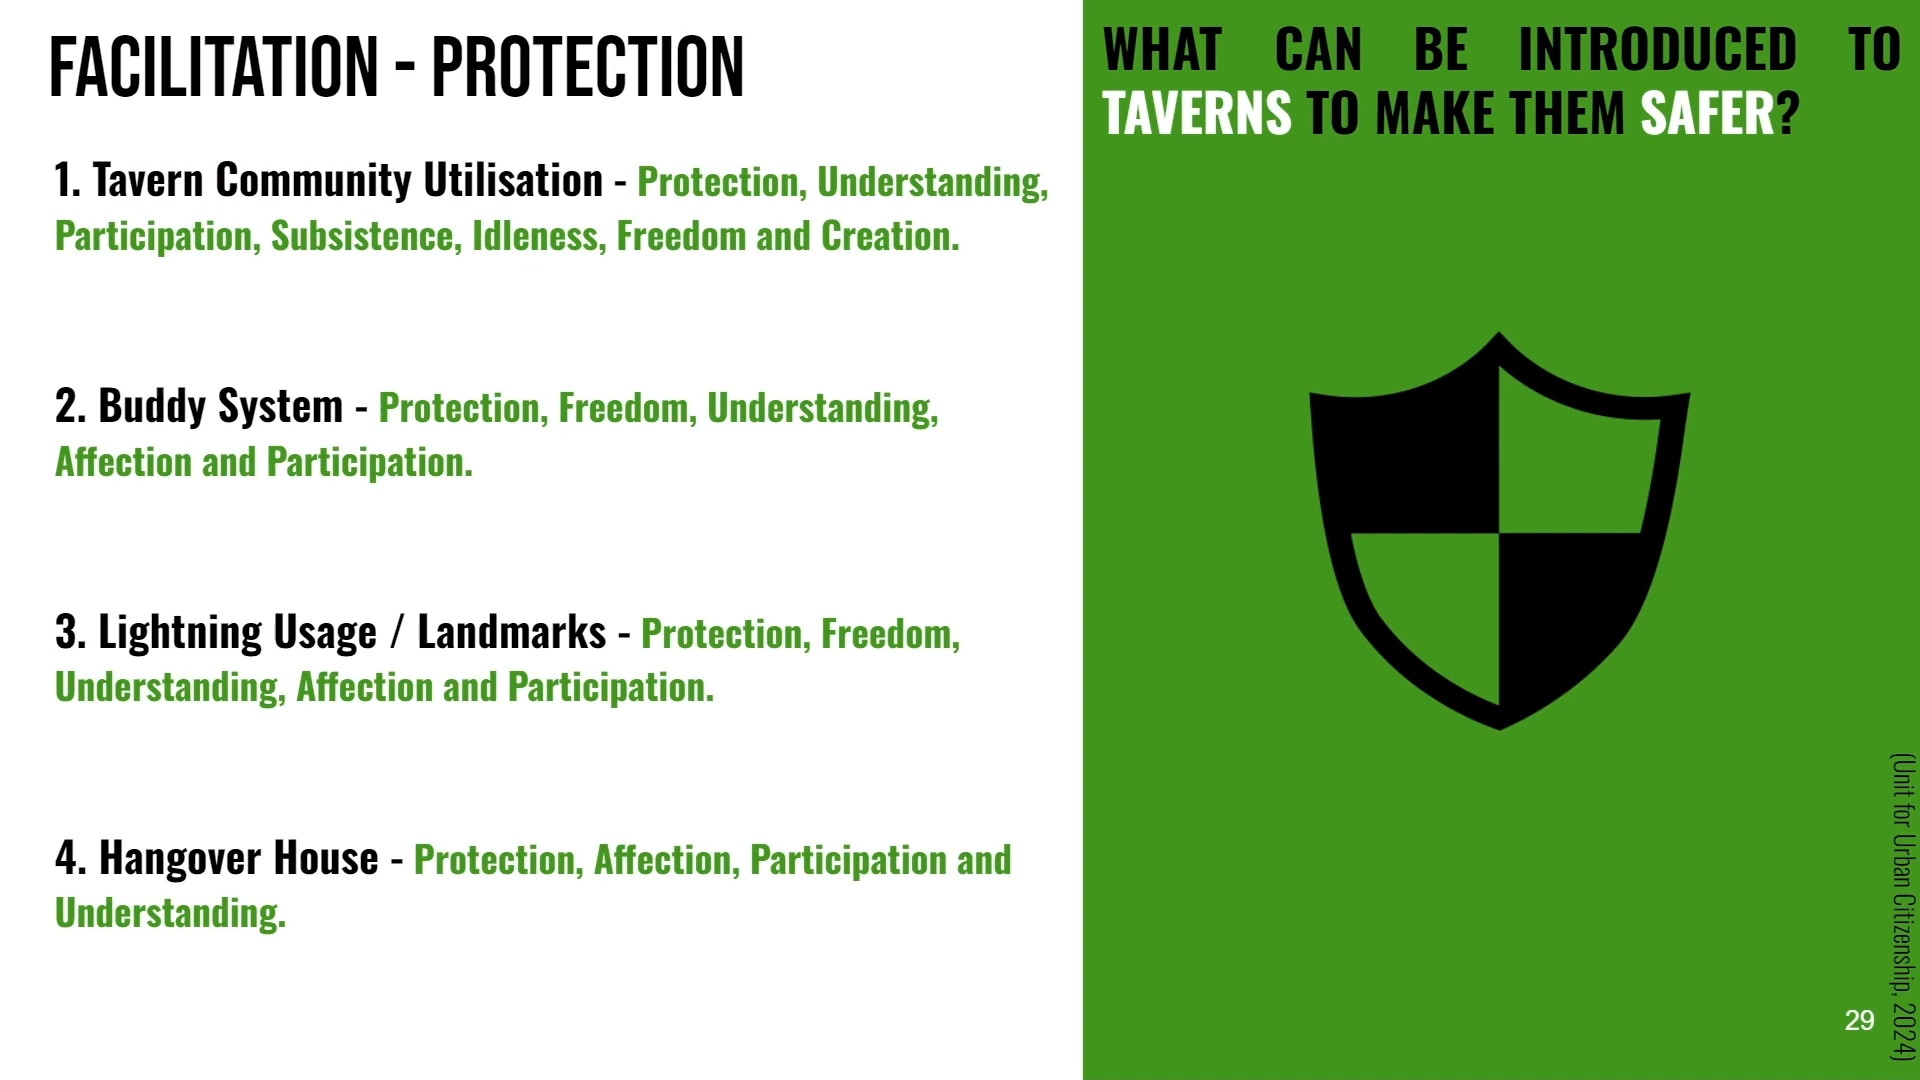 FACILITATION - PROTECTION
1. Tavern Community Utilisation - Protection, Understanding,
Participation, Subsistence, Idleness, Freedom and Creation.
2. Buddy System - Protection, Freedom, Understanding,
Affection and Participation.
3. Lightning Usage / Landmarks - Protection, Freedom,
Understanding, Affection and Participation.
4. Hangover House - Protection, Affection, Participation and
Understanding.
WHAT CAN BE INTRODUCED TO
TAVERNS TO MAKE THEM SAFER?
(Unit for Urban Citizenship, 2024)
29